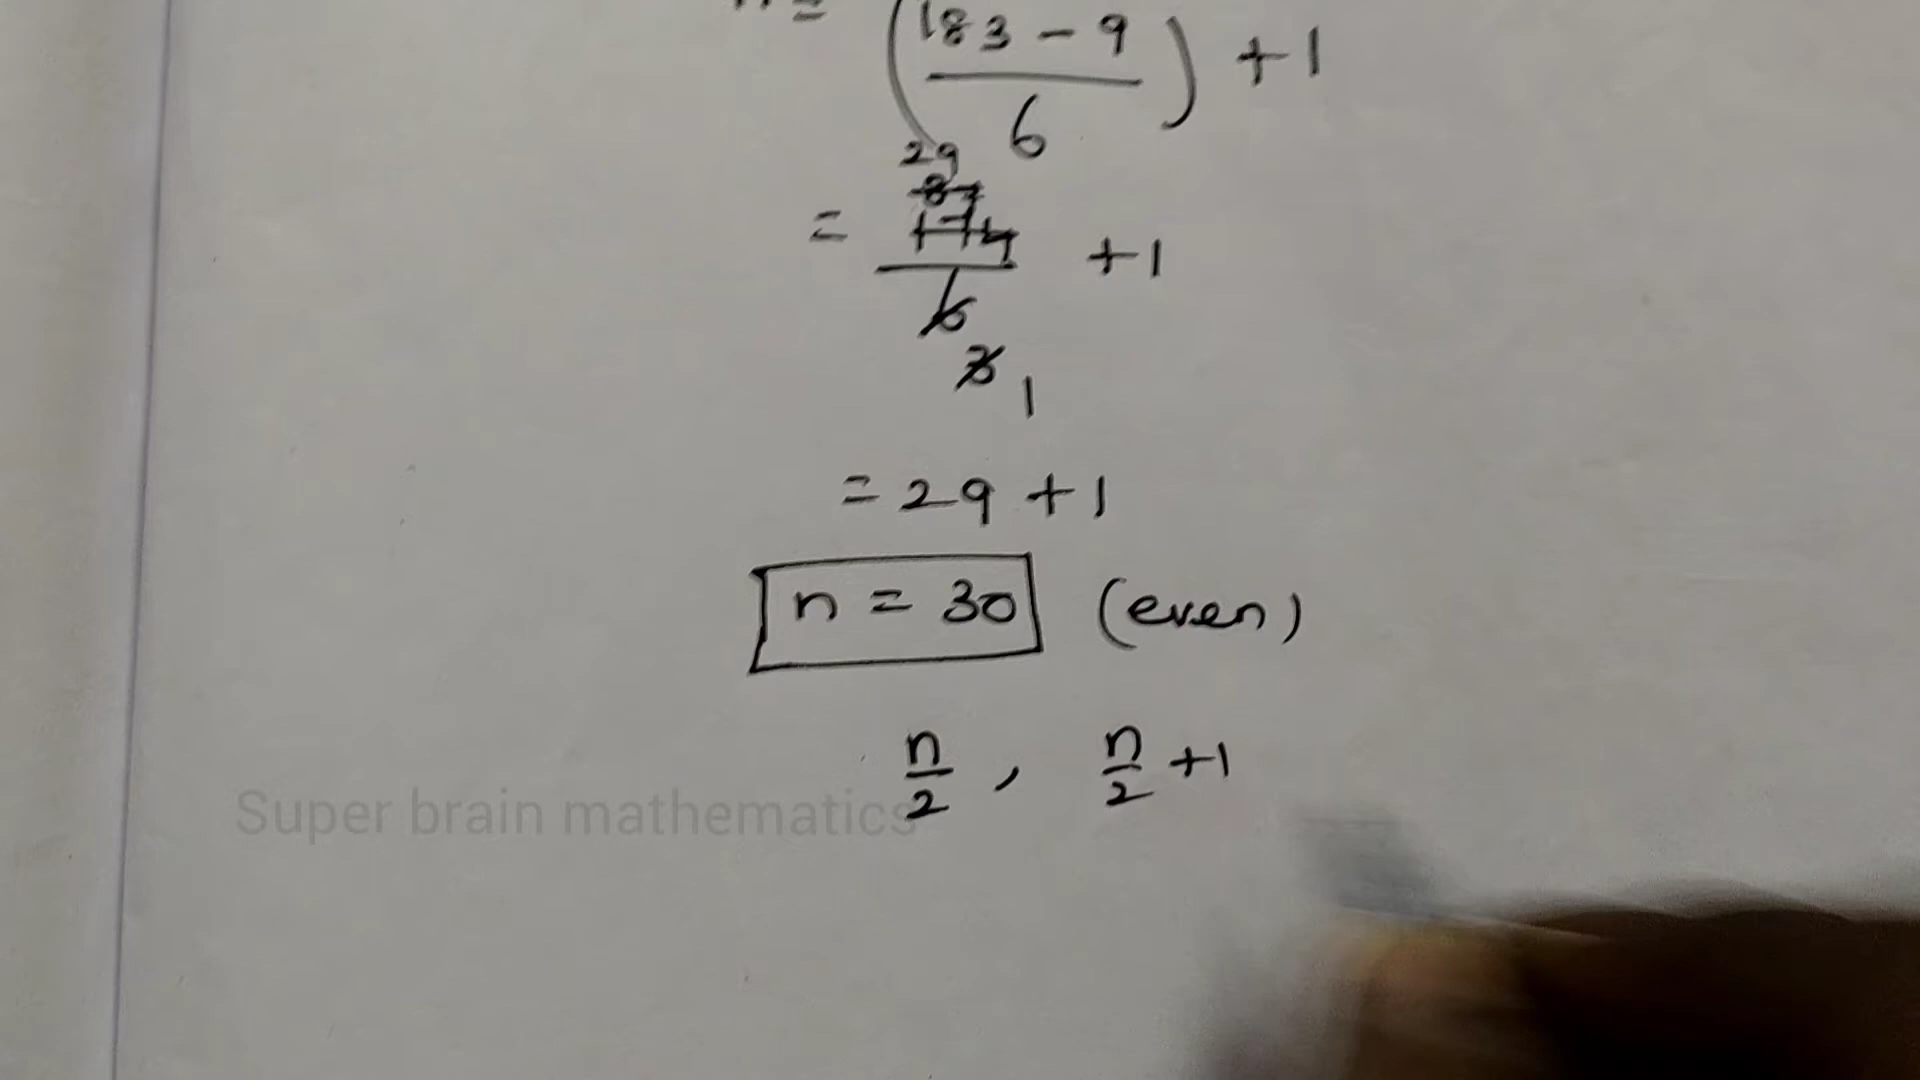 n = (183 - 9 / 6) + 1
29
87
= 174 / 6 + 1
3 1
= 29 + 1
n = 30 (even)
n/2 , n/2 + 1
Super brain mathematics